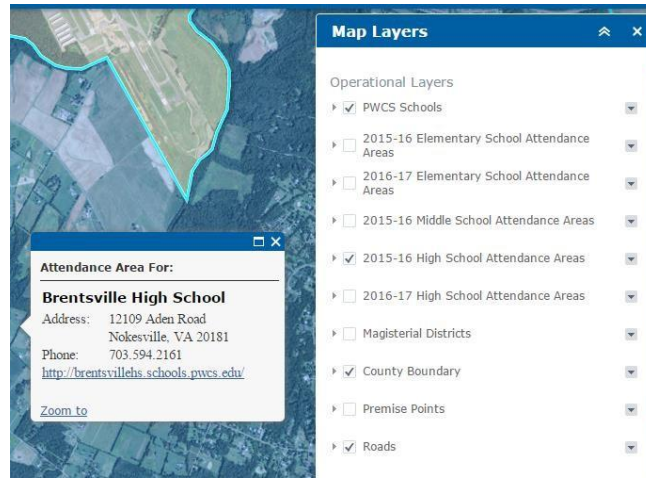 Map Layers
Operational Layers
PWCS Schools
2015-16 Elementary School Attendance
Areas
2016-17 Elementary School Attendance
Areas
2015-16 Middle School Attendance Areas
2015-16 High School Attendance Areas
2016-17 High School Attendance Areas
Magisterial Districts
County Boundary
Premise Points
Roads
Attendance Area For:
Brentsville High School
Address: 12109 Aden Road
Nokesville, VA 20181
Phone: 703.594.2161
http://brentsvillehs.schools.pwcs.edu/
Zoom to